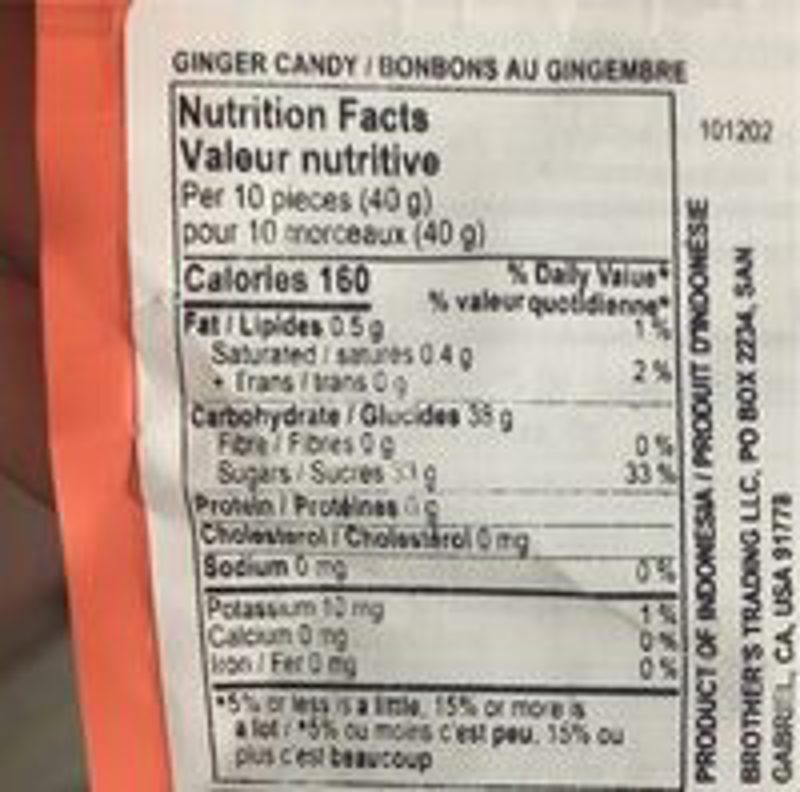 GINGER CANDY / BONBONS AU GINGEMBRE
Nutrition Facts
Valeur nutritive
Per 10 pieces (40 g)
pour 10 morceaux (40 g)
Calories 160
% Daily Value*
% valeur quotidienne*
Fat / Lipides 0.5 g 1 %
Saturated / saturés 0.4 g
+ Trans / trans 0 g 2 %
Carbohydrate / Glucides g
Fibre / Fibres 0 g 0 %
Sugars / Sucres g 33 %
Protein / Protéines 0 g
Cholesterol / Cholestérol 0 mg
Sodium 0 mg 0 %
Potassium mg 1 %
Calcium 0 mg 0 %
Iron / Fer 0 mg 0 %
*5% or less is a little, 15% or more is
a lot / *5% ou moins c'est peu, 15% ou
plus c'est beaucoup
101202
PRODUCT OF INDONESIA / PRODUIT D'INDONÉSIE
BROTHER'S TRADING LLC, PO BOX 2234, SAN
GABRIEL, CA, USA 91778